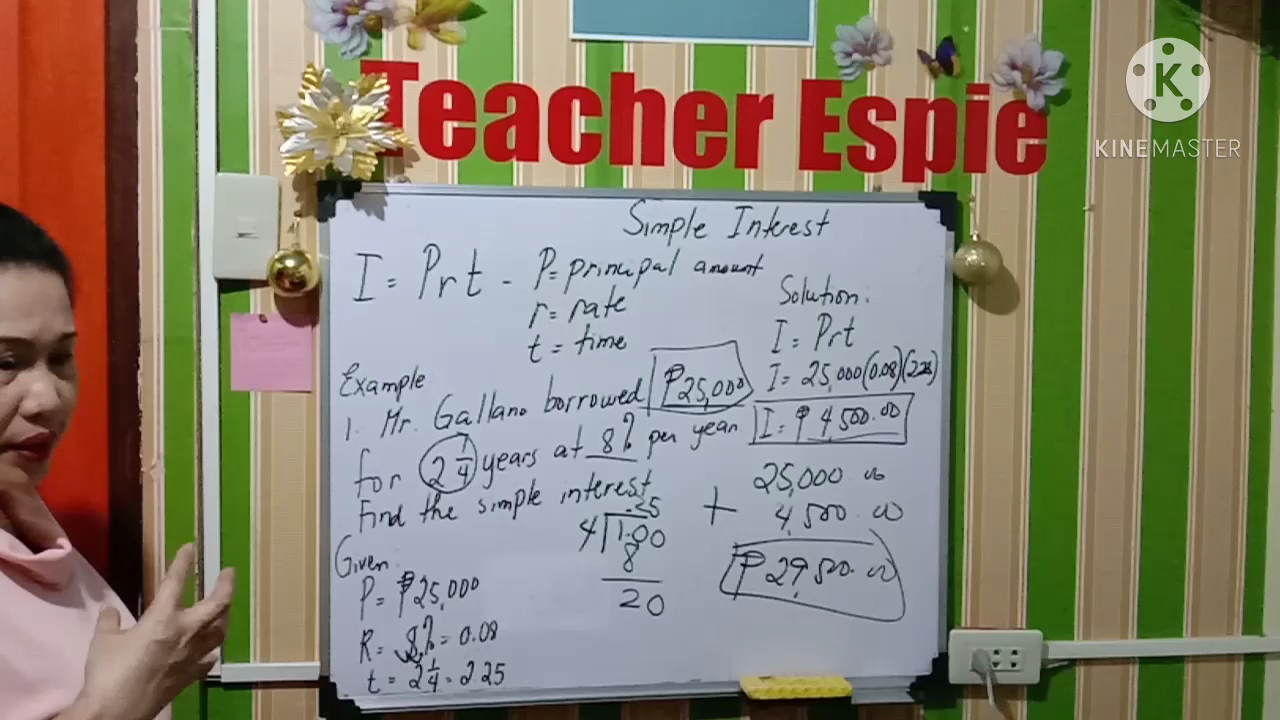 Teacher Espie
K
KINEMASTER
Simple Interest
I = Prt - P = principal amount
r = rate
t = time
Example
1. Mr. Gallano borrowed ₱25,000
for 2 1/4 years at 8% per year
Find the simple interest
.25
4 1.00
8
20
Given:
P = ₱25,000
R = 8% = 0.08
t = 2 1/4 = 2.25
Solution:
I = Prt
I = 25,000(0.08)(2.25)
I = ₱ 4,500.00
25,000 00
+ 4,500.00
₱ 29,500.00